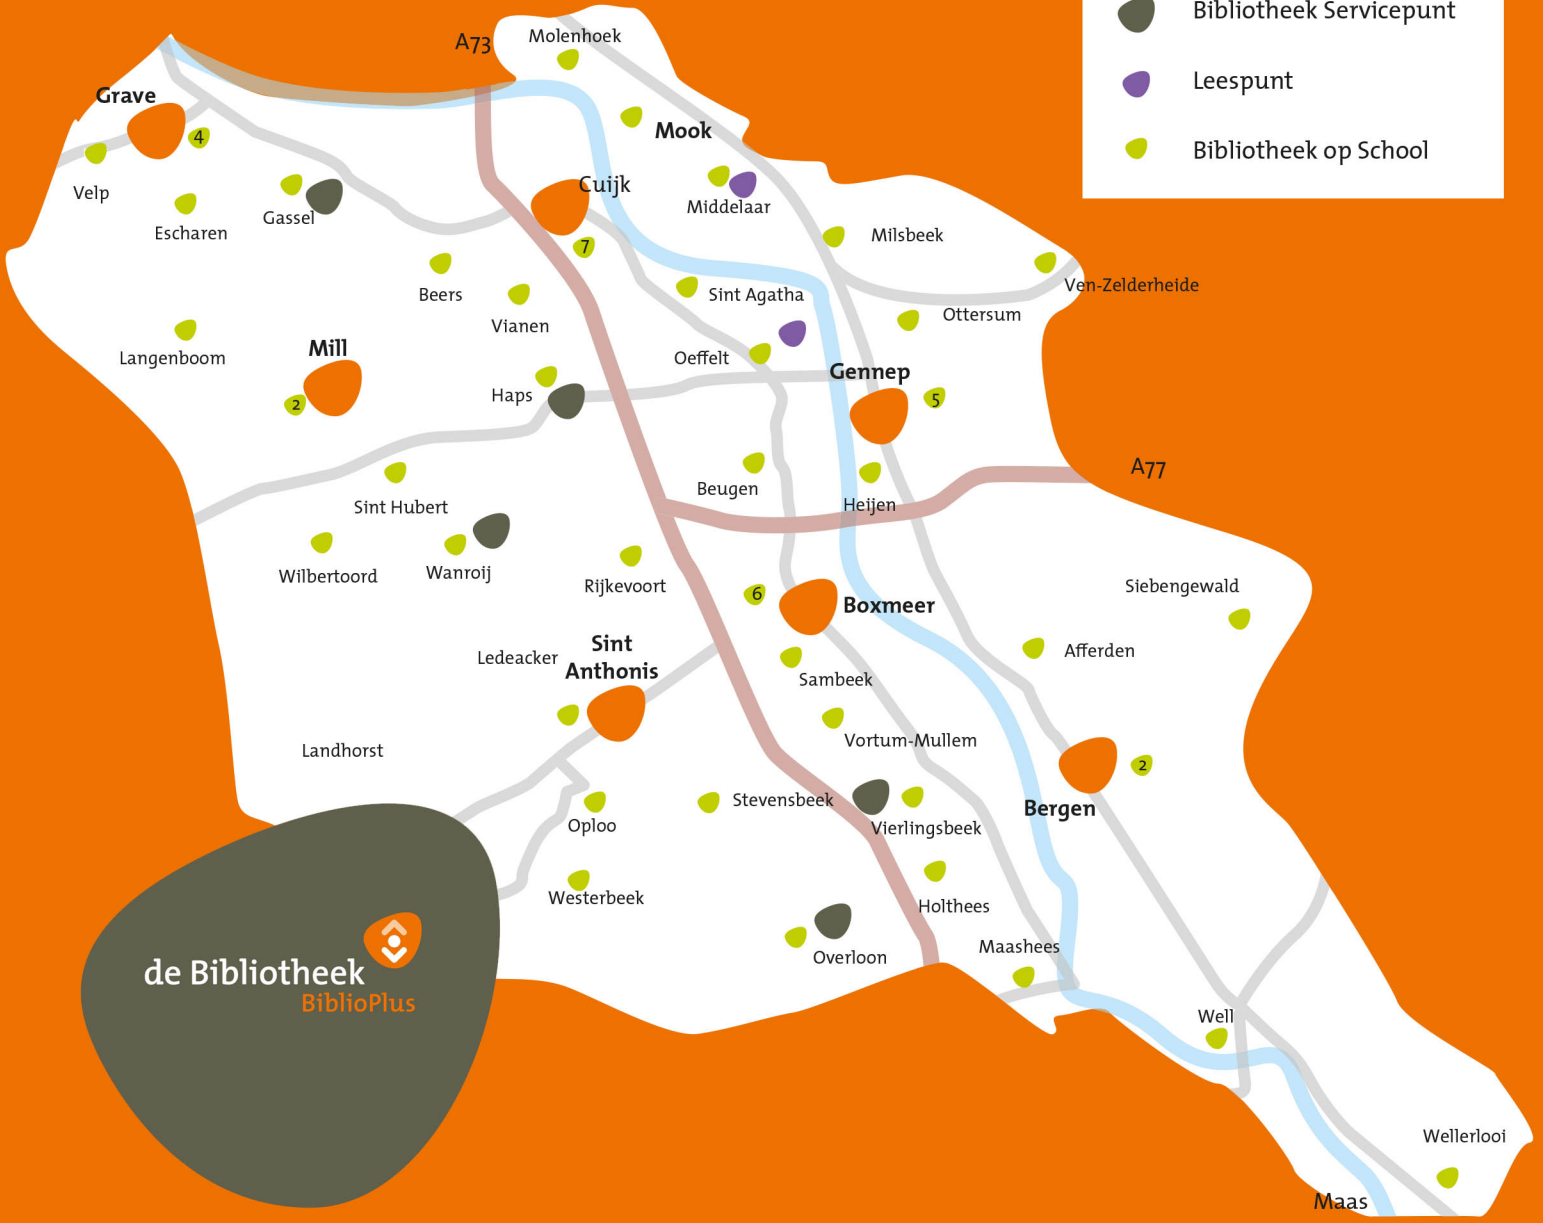 Bibliotheek Servicepunt
Leespunt
Bibliotheek op School
A73
Molenhoek
Grave
4
Mook
Velp
Gassel
Escharen
Cuijk
7
Middelaar
Milsbeek
Ven-Zelderheide
Beers
Vianen
Sint Agatha
Ottersum
Langenboom
Mill
2
Haps
Oeffelt
Gennep
5
A77
Sint Hubert
Beugen
Heijen
Wilbertoord
Wanroij
Rijkevoort
6
Boxmeer
Siebengewald
Ledeacker
Sint
Anthonis
Sambeek
Afferden
Landhorst
Vortum-Mullem
2
Bergen
Oploo
Stevensbeek
Vierlingsbeek
Westerbeek
Holthees
Overloon
Maashees
de Bibliotheek
BiblioPlus
Well
Wellerlooi
Maas